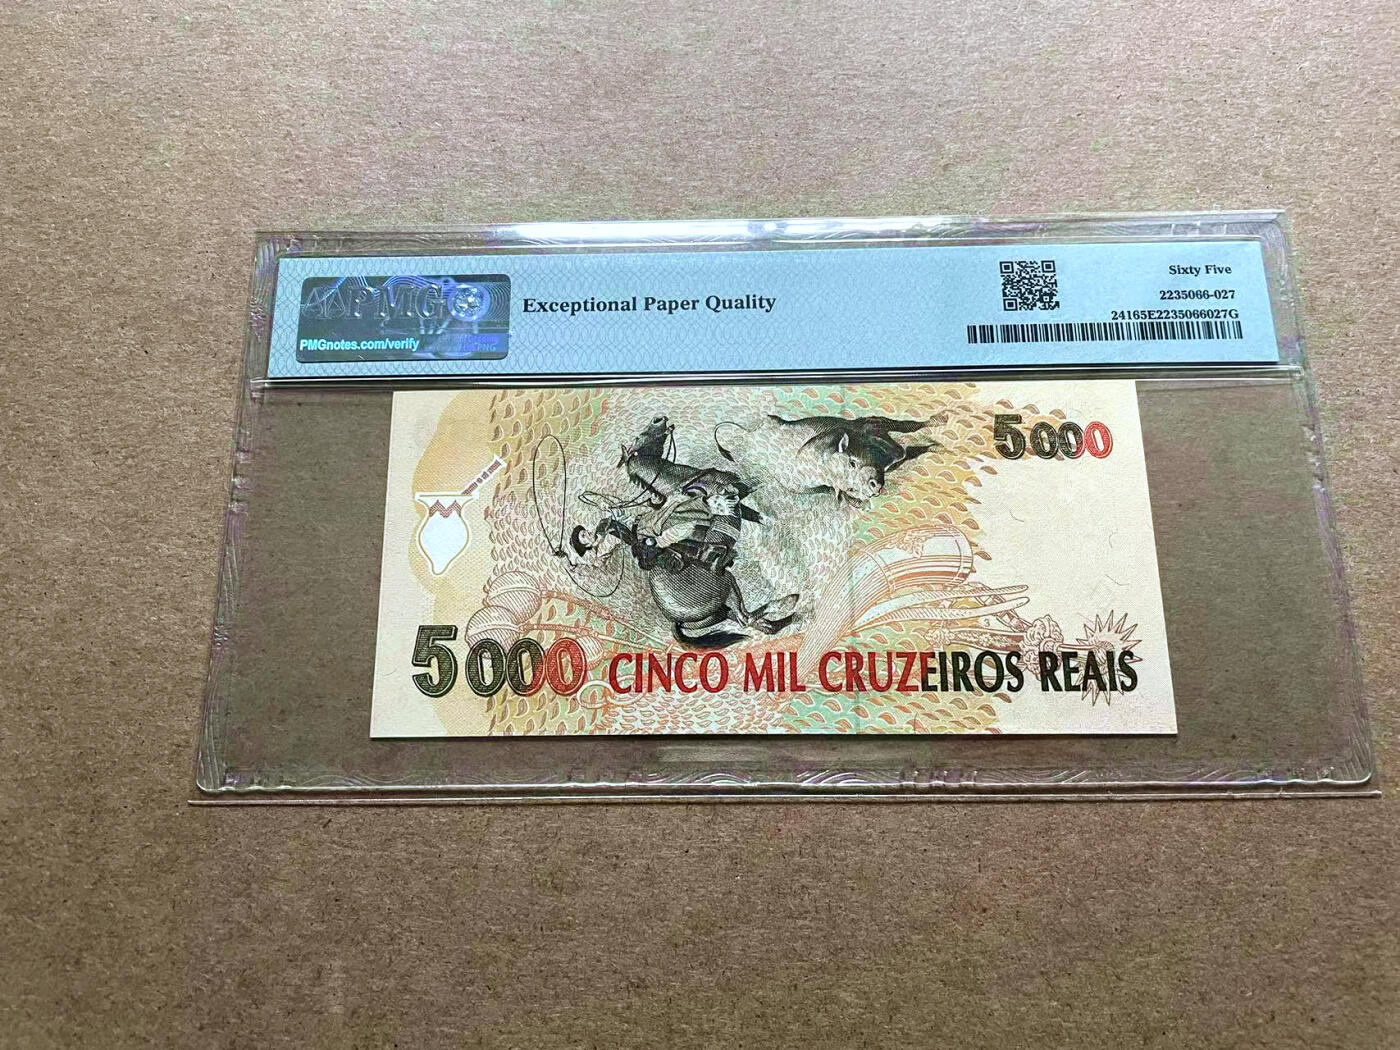 PMG
PMGnotes.com/verify
Exceptional Paper Quality
Sixty Five
2235066-027
24165E2235066027G
5000
5000 CINCO MIL CRUZEIROS REAIS